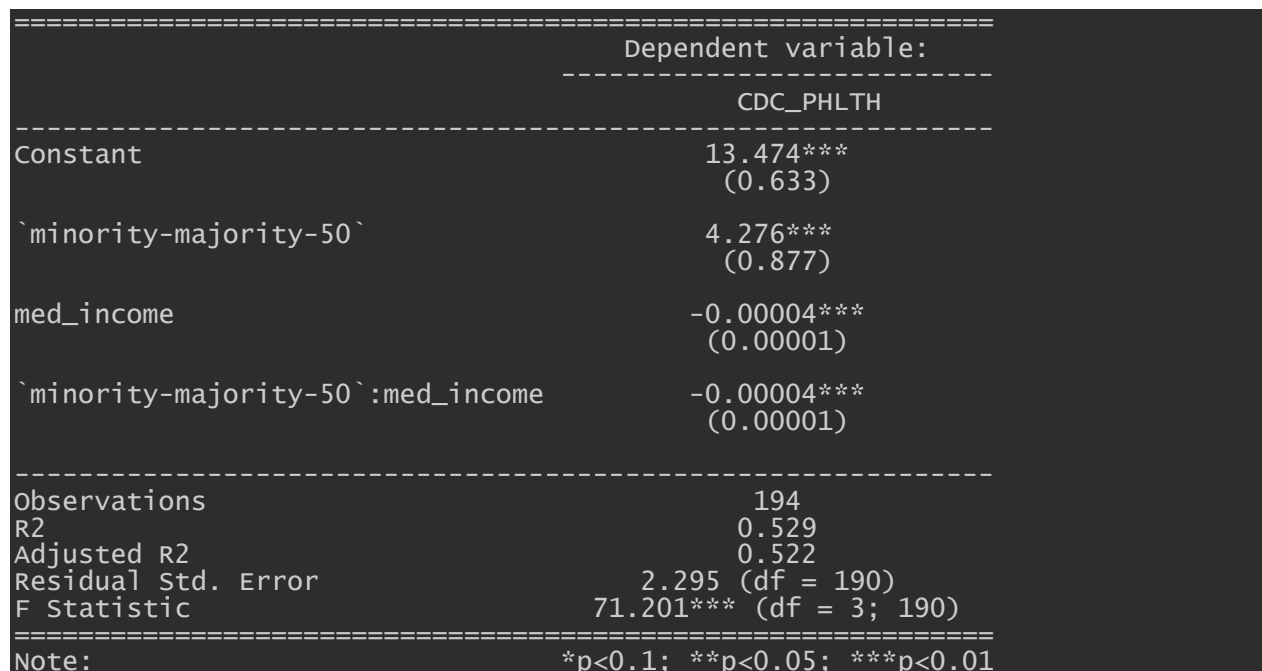 =============================================================
Dependent variable:
---------------------------
CDC_PHLTH
-------------------------------------------------------------
Constant 13.474***
(0.633)
`minority-majority-50` 4.276***
(0.877)
med_income -0.00004***
(0.00001)
`minority-majority-50`:med_income -0.00004***
(0.00001)
-------------------------------------------------------------
Observations 194
R2 0.529
Adjusted R2 0.522
Residual Std. Error 2.295 (df = 190)
F Statistic 71.201*** (df = 3; 190)
=============================================================
Note: *p<0.1; **p<0.05; ***p<0.01